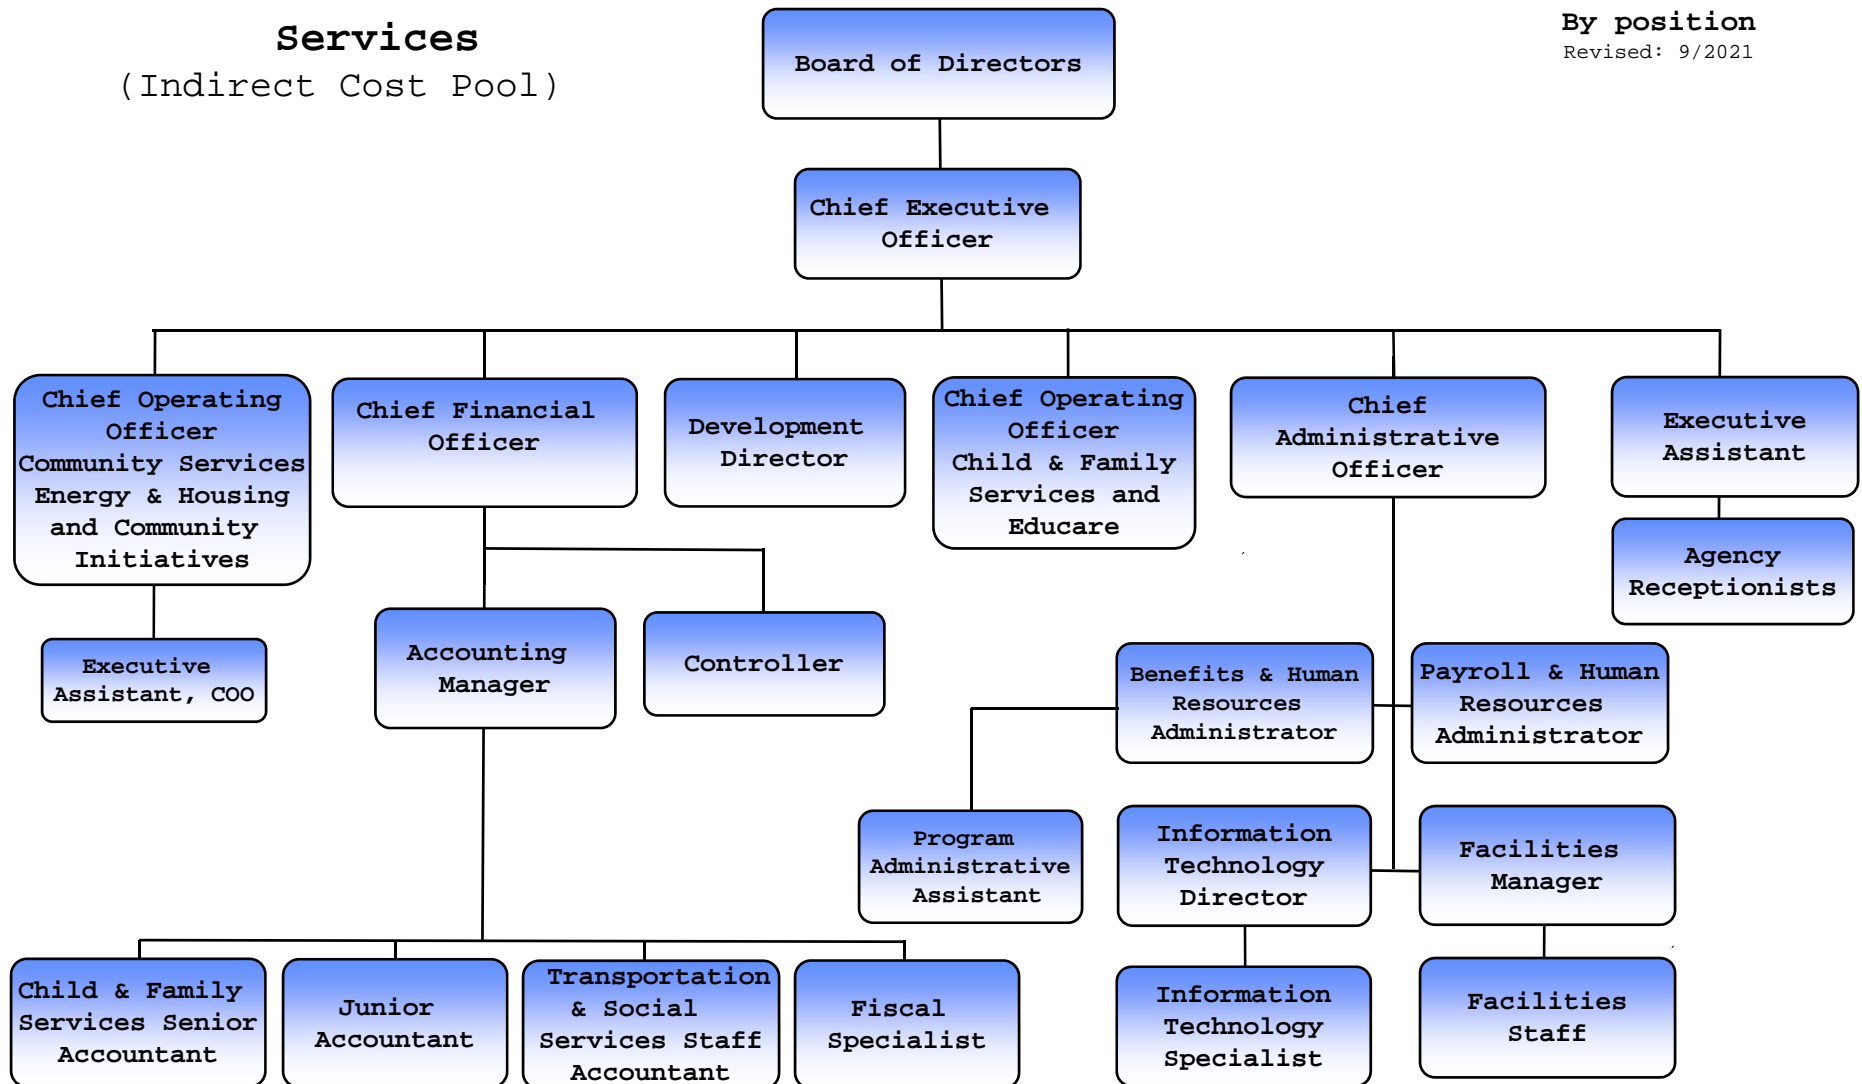 Services
(Indirect Cost Pool)
By position
Revised: 9/2021
Board of Directors
Chief Executive
Officer
Chief Operating
Officer
Community Services
Energy & Housing
and Community
Initiatives
Chief Financial
Officer
Development
Director
Chief Operating
Officer
Child & Family
Services and
Educare
Chief
Administrative
Officer
Executive
Assistant
Agency
Receptionists
Executive
Assistant, COO
Accounting
Manager
Controller
Benefits & Human
Resources
Administrator
Payroll & Human
Resources
Administrator
Program
Administrative
Assistant
Information
Technology
Director
Facilities
Manager
Child & Family
Services Senior
Accountant
Junior
Accountant
Transportation
& Social
Services Staff
Accountant
Fiscal
Specialist
Information
Technology
Specialist
Facilities
Staff